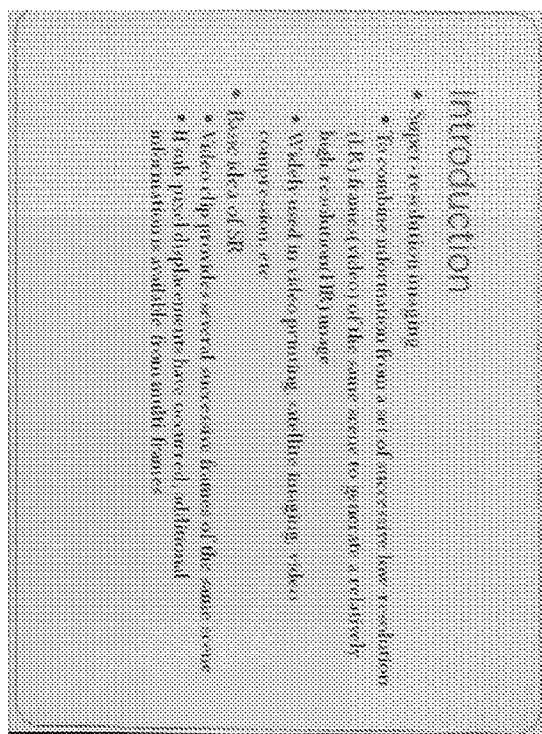 Introduction
• Super-resolution imaging
• To combine information from a set of successive low resolution
(LR) frames(video) of the same scene to generate a relatively
high-resolution(HR) image
• Widely used in video printing, satellite imaging, video
compression, etc
• Basic idea of SR
• Video clip provides several successive frames of the same scene
• If sub-pixel displacements have occurred, additional
information is available from multi frames